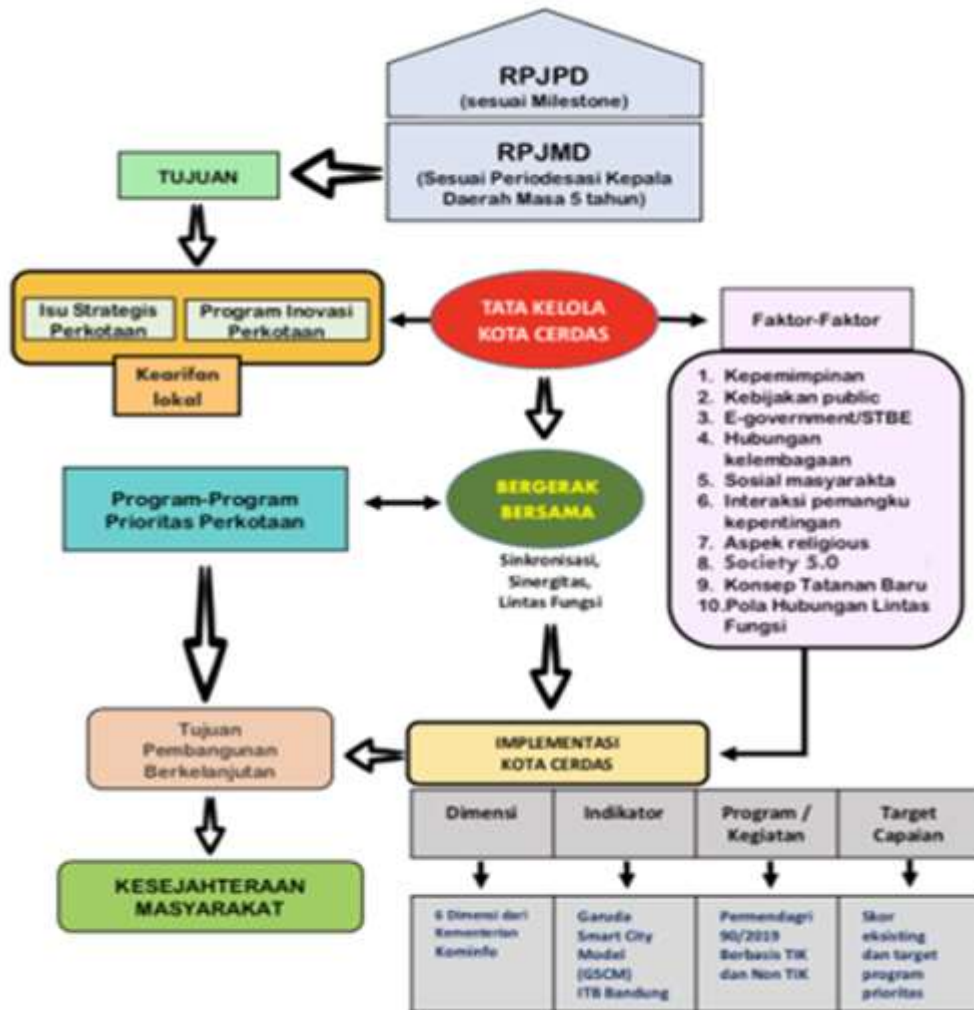 RPJPD
(sesuai Milestone)
RPJMD
(Sesuai Periodesasi Kepala
Daerah Masa 5 tahun)
TUJUAN
Isu Strategis
Perkotaan
Program Inovasi
Perkotaan
Kearifan
lokal
TATA KELOLA
KOTA CERDAS
Faktor-Faktor
1. Kepemimpinan
2. Kebijakan public
3. E-government/STBE
4. Hubungan
kelembagaan
5. Sosial masyarakta
6. Interaksi pemangku
kepentingan
7. Aspek religious
8. Society 5.0
9. Konsep Tatanan Baru
10.Pola Hubungan Lintas
Fungsi
Program-Program
Prioritas Perkotaan
BERGERAK
BERSAMA
Sinkronisasi,
Sinergitas,
Lintas Fungsi
Tujuan
Pembangunan
Berkelanjutan
IMPLEMENTASI
KOTA CERDAS
KESEJAHTERAAN
MASYARAKAT
Dimensi
Indikator
Program /
Kegiatan
Target
Capaian
6 Dimensi dari
Kementerian
Kominfo
Garuda
Smart City
Model
(GSCM)
ITB Bandung
Permendagri
90/2019
Berbasis TIK
dan Non TIK
Skor
eksisting
dan target
program
prioritas